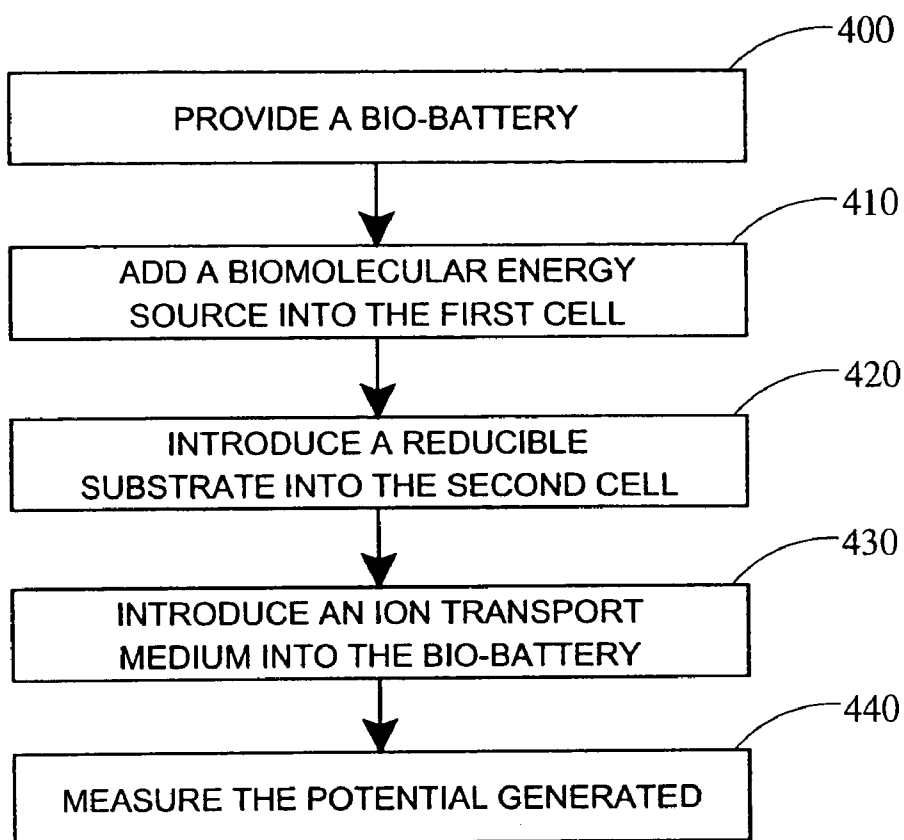 400
PROVIDE A BIO-BATTERY
410
ADD A BIOMOLECULAR ENERGY
SOURCE INTO THE FIRST CELL
420
INTRODUCE A REDUCIBLE
SUBSTRATE INTO THE SECOND CELL
430
INTRODUCE AN ION TRANSPORT
MEDIUM INTO THE BIO-BATTERY
440
MEASURE THE POTENTIAL GENERATED